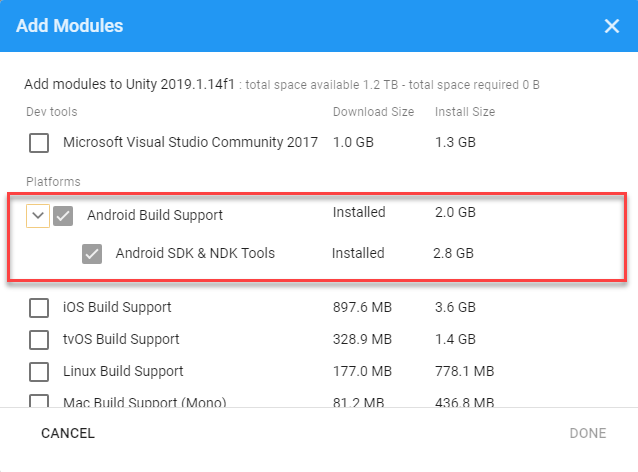 Add Modules
Add modules to Unity 2019.1.14f1 : total space available 1.2 TB - total space required 0 B
Dev tools Download Size Install Size
Microsoft Visual Studio Community 2017 1.0 GB 1.3 GB
Platforms
Android Build Support Installed 2.0 GB
Android SDK & NDK Tools Installed 2.8 GB
iOS Build Support 897.6 MB 3.6 GB
tvOS Build Support 328.9 MB 1.4 GB
Linux Build Support 177.0 MB 778.1 MB
Mac Build Support (Mono) 81.2 MB 436.8 MB
CANCEL DONE